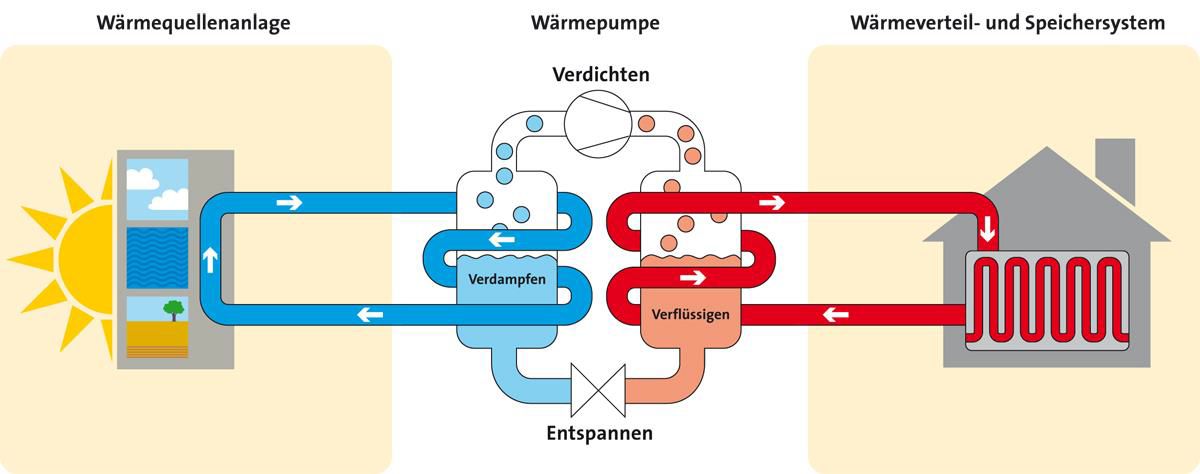 Wärmequellenanlage
Wärmepumpe
Wärmeverteil- und Speichersystem
Verdichten
Verdampfen
Verflüssigen
Entspannen